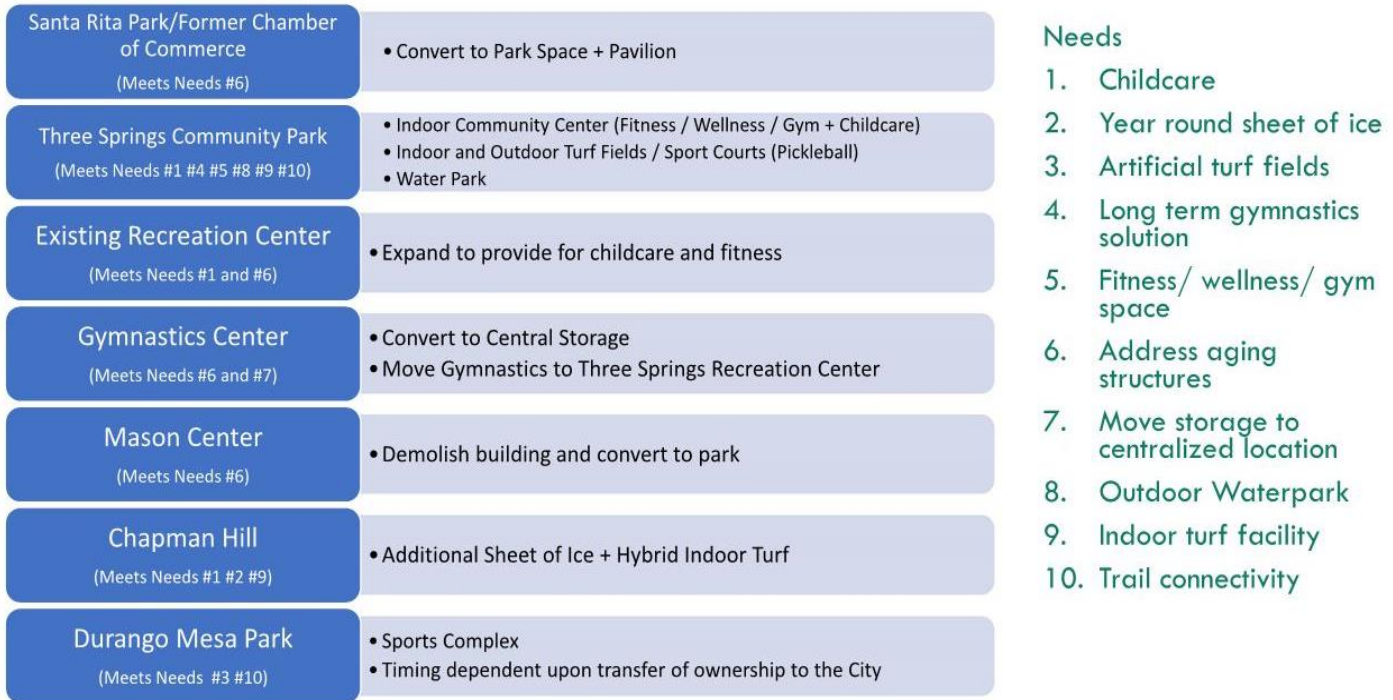 Santa Rita Park/Former Chamber
of Commerce
(Meets Needs #6)
• Convert to Park Space + Pavilion
Three Springs Community Park
(Meets Needs #1 #4 #5 #8 #9 #10)
• Indoor Community Center (Fitness / Wellness / Gym + Childcare)
• Indoor and Outdoor Turf Fields / Sport Courts (Pickleball)
• Water Park
Existing Recreation Center
(Meets Needs #1 and #6)
• Expand to provide for childcare and fitness
Gymnastics Center
(Meets Needs #6 and #7)
• Convert to Central Storage
• Move Gymnastics to Three Springs Recreation Center
Mason Center
(Meets Needs #6)
• Demolish building and convert to park
Chapman Hill
(Meets Needs #1 #2 #9)
• Additional Sheet of Ice + Hybrid Indoor Turf
Durango Mesa Park
(Meets Needs #3 #10)
• Sports Complex
• Timing dependent upon transfer of ownership to the City
Needs
1. Childcare
2. Year round sheet of ice
3. Artificial turf fields
4. Long term gymnastics
solution
5. Fitness/ wellness/ gym
space
6. Address aging
structures
7. Move storage to
centralized location
8. Outdoor Waterpark
9. Indoor turf facility
10. Trail connectivity